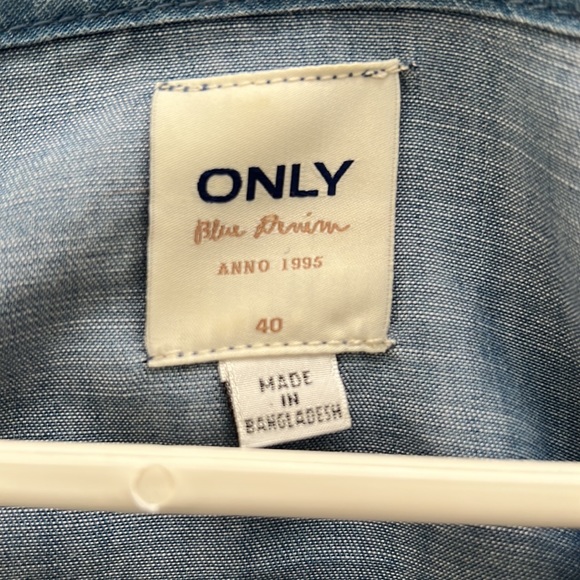 ONLY
Blue Denim
ANNO 1995
40
MADE
IN
BANGLADESH